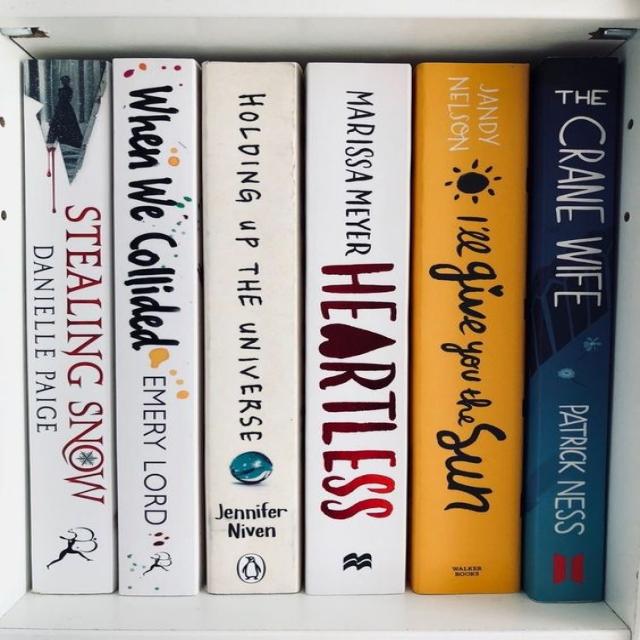 STEALING SNOW
DANIELLE PAIGE
When We Collided
EMERY LORD
HOLDING UP THE UNIVERSE
Jennifer
Niven
MARISSA MEYER
HEARTLESS
JANDY
NELSON
I'll give you the Sun
WALKER
BOOKS
THE CRANE WIFE
PATRICK NESS